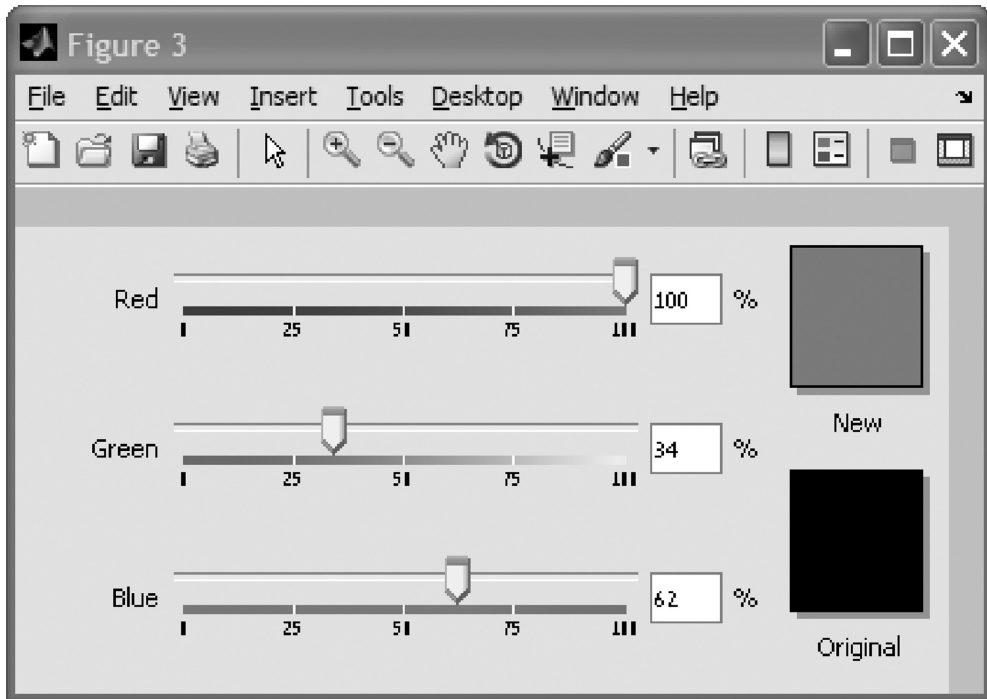 Figure 3
File Edit View Insert Tools Desktop Window Help
Red
100 %
25 75
New
Green
34 %
25 75
Blue
62 %
25 75
Original